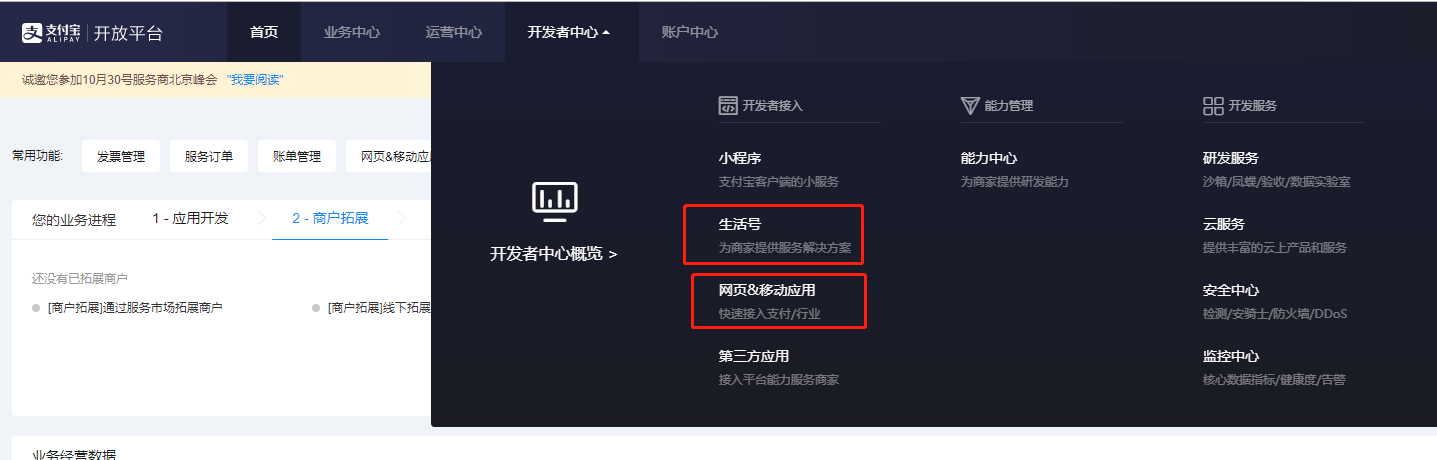 支付宝 ALIPAY 开放平台 首页 业务中心 运营中心 开发者中心 账户中心
诚邀您参加10月30号服务商北京峰会 "我要阅读"
常用功能: 发票管理 服务订单 账单管理 网页&移动应
您的业务进程 1 - 应用开发 2 - 商户拓展
还没有已拓展商户
[商户拓展]通过服务市场拓展商户 [商户拓展]线下拓展
业务经营数据
开发者中心概览 >
开发者接入
小程序
支付宝客户端的小服务
生活号
为商家提供服务解决方案
网页&移动应用
快速接入支付/行业
第三方应用
接入平台能力服务商家
能力管理
能力中心
为商家提供研发能力
开发服务
研发服务
沙箱/凤蝶/验收/数据实验室
云服务
提供丰富的云上产品和服务
安全中心
检测/安骑士/防火墙/DDoS
监控中心
核心数据指标/健康度/告警